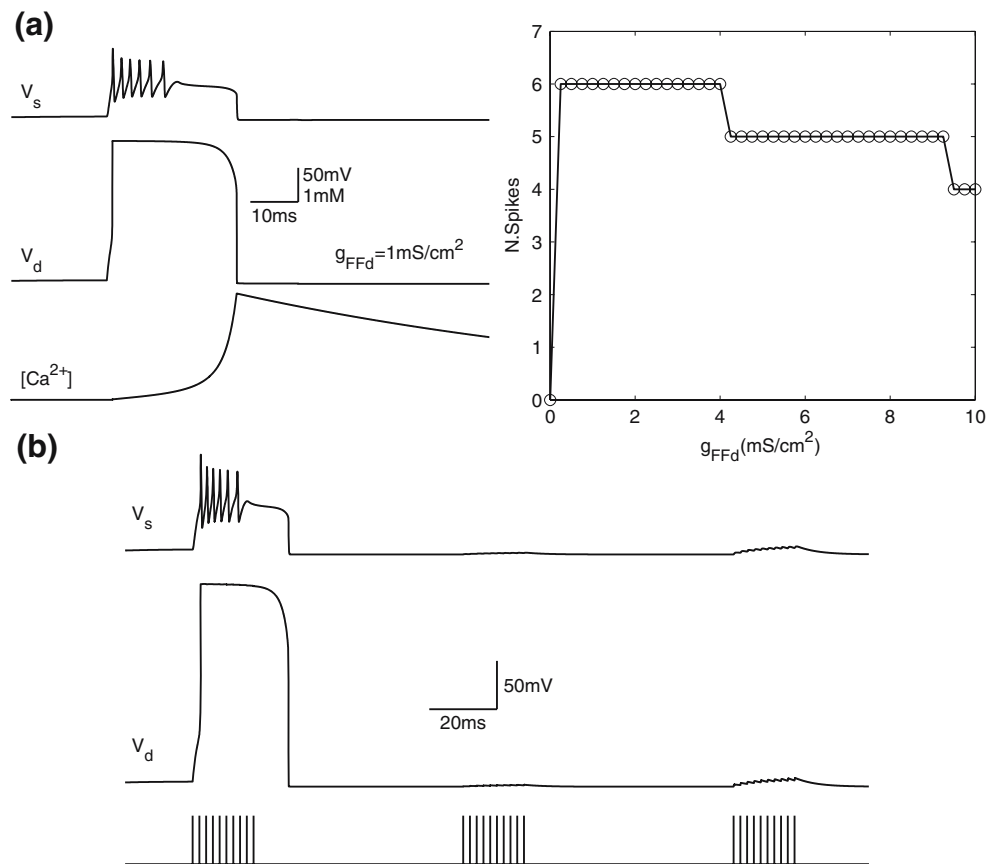 (a)
V_s
50mV
1mM
10ms
V_d
g_FFd=1mS/cm^2
[Ca^2+]
7
6
5
4
3
2
1
0
N.Spikes
0 2 4 6 8 10
g_FFd(mS/cm^2)
(b)
V_s
50mV
20ms
V_d